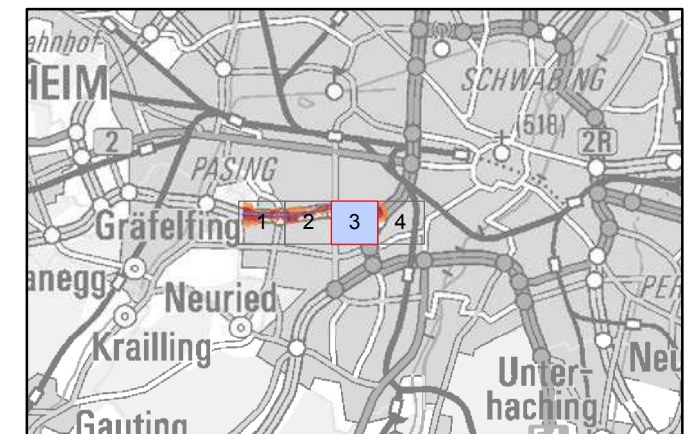 ahnhof-
HEIM
SCHWABING
(518)
2
2R
PASING
Gräfelfing
1
2
3
4
anegg
Neuried
PER
Krailling
Unter-
haching
Neu
Gauting